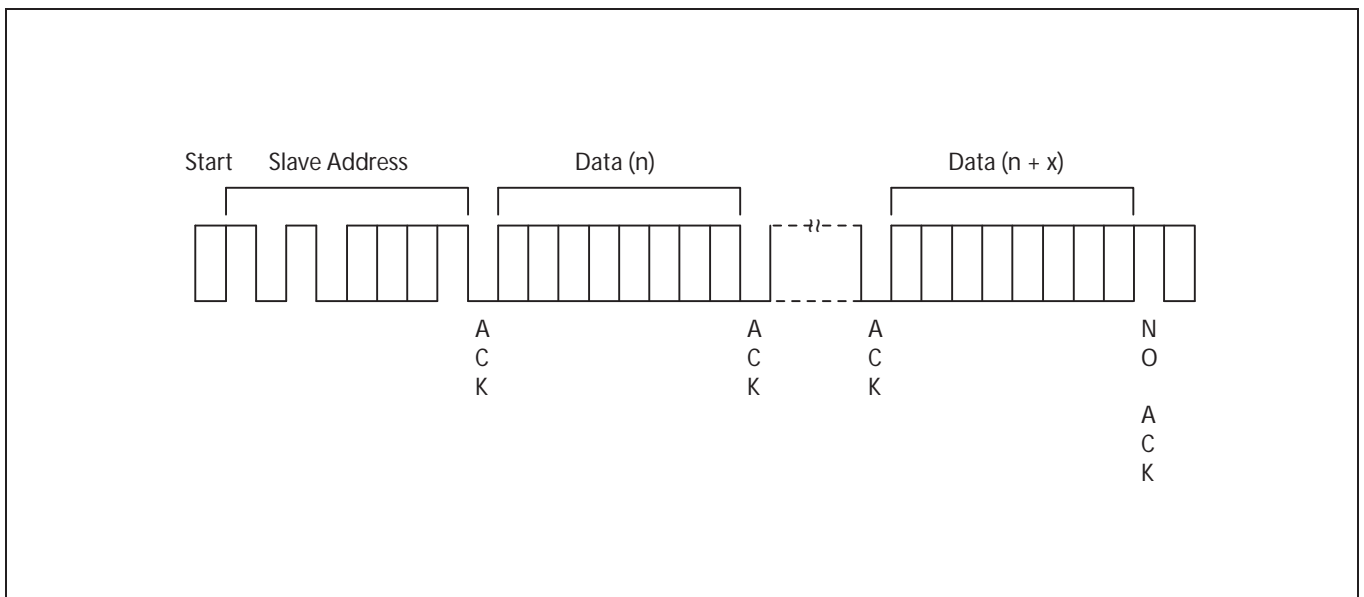 Start
Slave Address
Data (n)
Data (n + x)
A
C
K
A
C
K
A
C
K
N
O
A
C
K